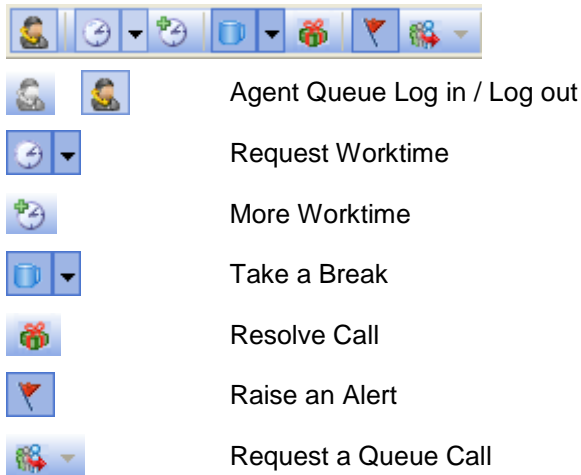 Agent Queue Log in / Log out
Request Worktime
More Worktime
Take a Break
Resolve Call
Raise an Alert
Request a Queue Call